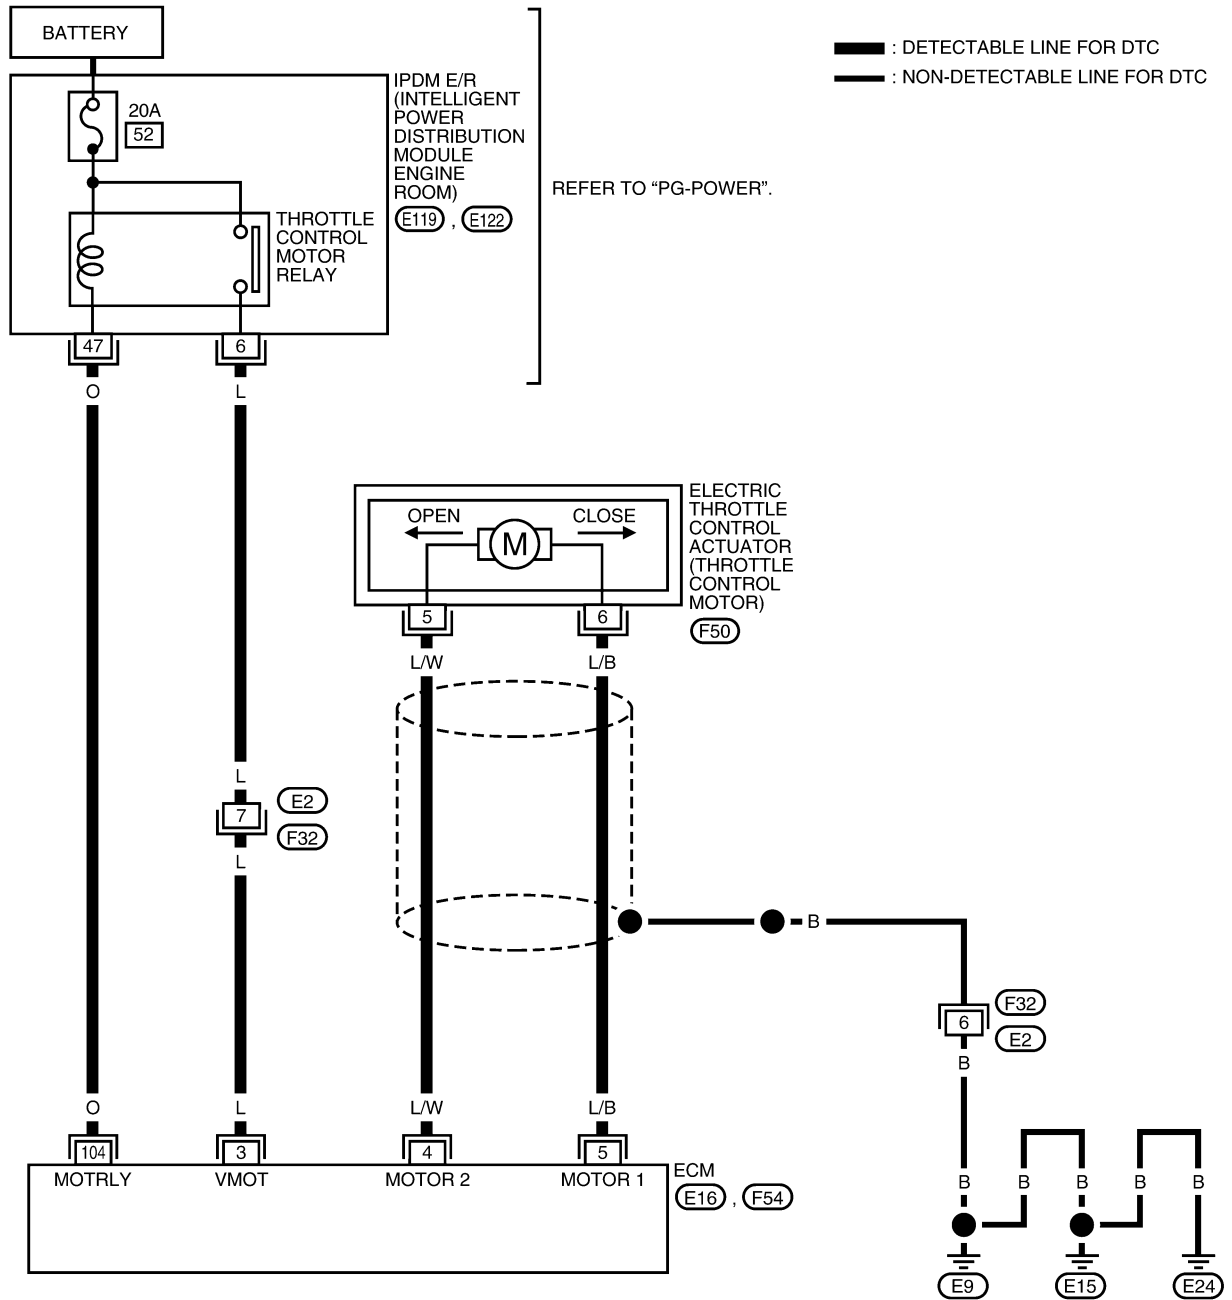 BATTERY
: DETECTABLE LINE FOR DTC
: NON-DETECTABLE LINE FOR DTC
20A
52
IPDM E/R
(INTELLIGENT
POWER
DISTRIBUTION
MODULE
ENGINE
ROOM)
E119 , E122
REFER TO “PG-POWER”.
THROTTLE
CONTROL
MOTOR
RELAY
47 6
O L
ELECTRIC
THROTTLE
CONTROL
ACTUATOR
(THROTTLE
CONTROL
MOTOR)
F50
OPEN CLOSE
M
5 6
L/W L/B
L
7
E2
F32
L
B
6
F32
E2
B
O L L/W L/B
104 3 4 5
MOTRLY VMOT MOTOR 2 MOTOR 1
ECM
E16 , F54
B B B B B
E9 E15 E24